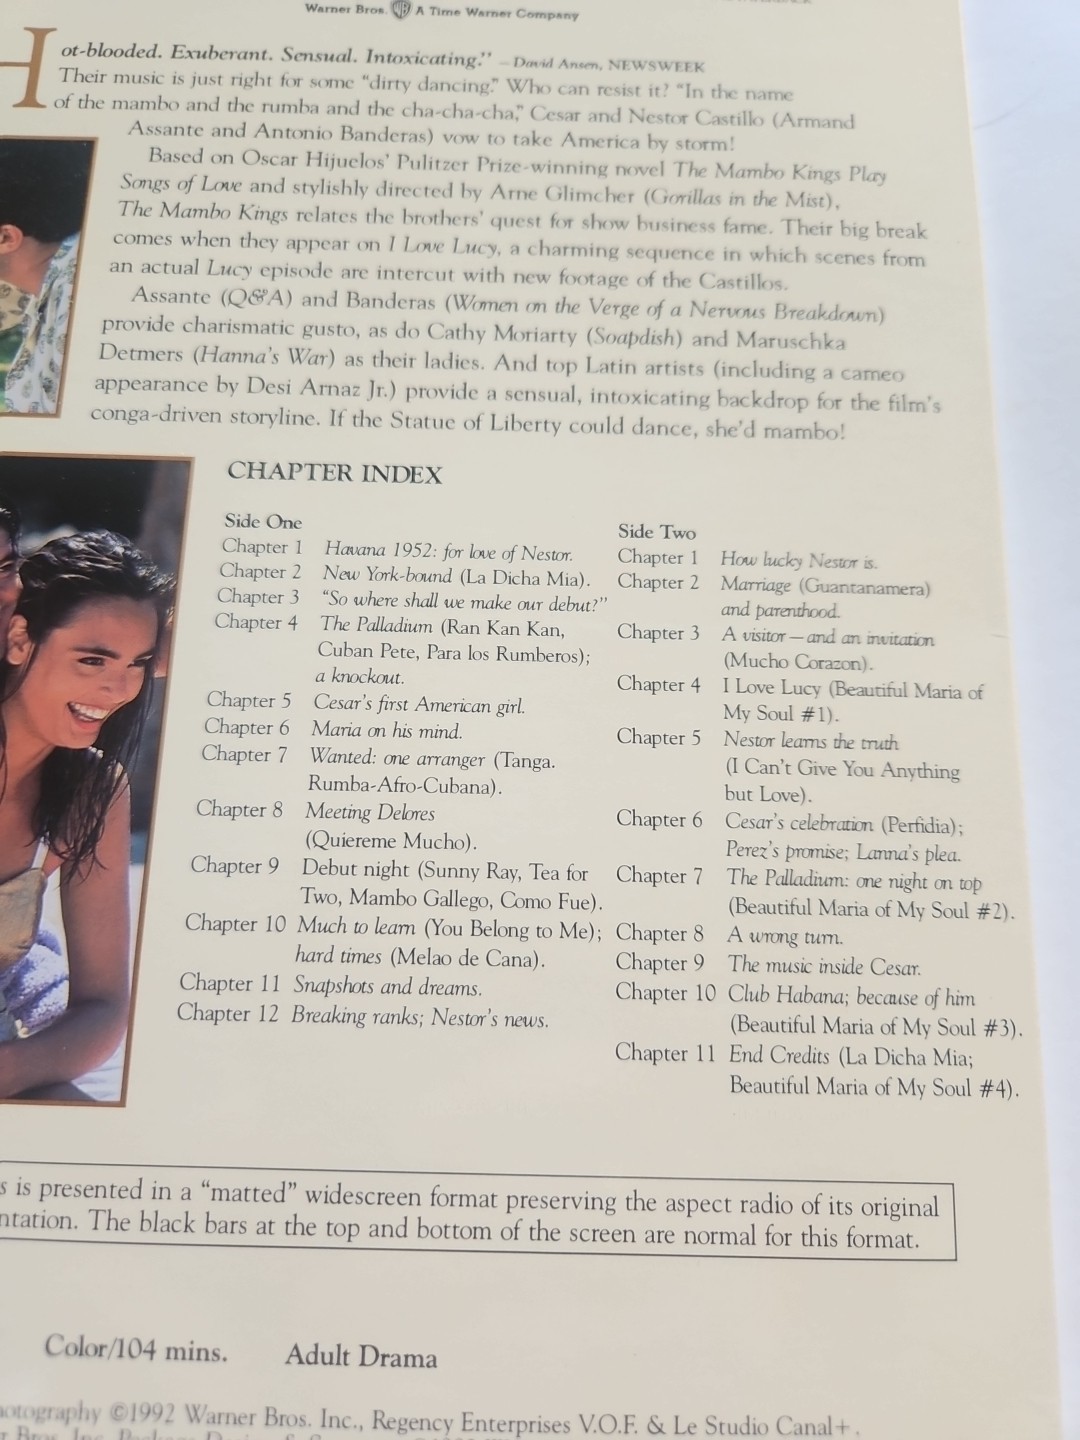 Warner Bros. WB A Time Warner Company
Hot-blooded. Exuberant. Sensual. Intoxicating." – David Ansen, NEWSWEEK
Their music is just right for some "dirty dancing." Who can resist it? "In the name
of the mambo and the rumba and the cha-cha-cha," Cesar and Nestor Castillo (Armand
Assante and Antonio Banderas) vow to take America by storm!
Based on Oscar Hijuelos' Pulitzer Prize-winning novel The Mambo Kings Play
Songs of Love and stylishly directed by Arne Glimcher (Gorillas in the Mist),
The Mambo Kings relates the brothers' quest for show business fame. Their big break
comes when they appear on I Love Lucy, a charming sequence in which scenes from
an actual Lucy episode are intercut with new footage of the Castillos.
Assante (Q&A) and Banderas (Women on the Verge of a Nervous Breakdown)
provide charismatic gusto, as do Cathy Moriarty (Soapdish) and Maruschka
Detmers (Hanna's War) as their ladies. And top Latin artists (including a cameo
appearance by Desi Arnaz Jr.) provide a sensual, intoxicating backdrop for the film's
conga-driven storyline. If the Statue of Liberty could dance, she'd mambo!
CHAPTER INDEX
Side One
Chapter 1 Havana 1952: for love of Nestor.
Chapter 2 New York-bound (La Dicha Mia).
Chapter 3 "So where shall we make our debut?"
Chapter 4 The Palladium (Ran Kan Kan,
Cuban Pete, Para los Rumberos);
a knockout.
Chapter 5 Cesar's first American girl.
Chapter 6 Maria on his mind.
Chapter 7 Wanted: one arranger (Tanga.
Rumba-Afro-Cubana).
Chapter 8 Meeting Delores
(Quiereme Mucho).
Chapter 9 Debut night (Sunny Ray, Tea for
Two, Mambo Gallego, Como Fue).
Chapter 10 Much to learn (You Belong to Me);
hard times (Melao de Cana).
Chapter 11 Snapshots and dreams.
Chapter 12 Breaking ranks; Nestor's news.
Side Two
Chapter 1 How lucky Nestor is.
Chapter 2 Marriage (Guantanamera)
and parenthood.
Chapter 3 A visitor – and an invitation
(Mucho Corazon).
Chapter 4 I Love Lucy (Beautiful Maria of
My Soul #1).
Chapter 5 Nestor learns the truth
(I Can't Give You Anything
but Love).
Chapter 6 Cesar's celebration (Perfidia);
Perez's promise; Lanna's plea.
Chapter 7 The Palladium: one night on top
(Beautiful Maria of My Soul #2).
Chapter 8 A wrong turn.
Chapter 9 The music inside Cesar.
Chapter 10 Club Habana; because of him
(Beautiful Maria of My Soul #3).
Chapter 11 End Credits (La Dicha Mia;
Beautiful Maria of My Soul #4).
s is presented in a "matted" widescreen format preserving the aspect radio of its original
ntation. The black bars at the top and bottom of the screen are normal for this format.
Color/104 mins. Adult Drama
otography ©1992 Warner Bros. Inc., Regency Enterprises V.O.F. & Le Studio Canal+.